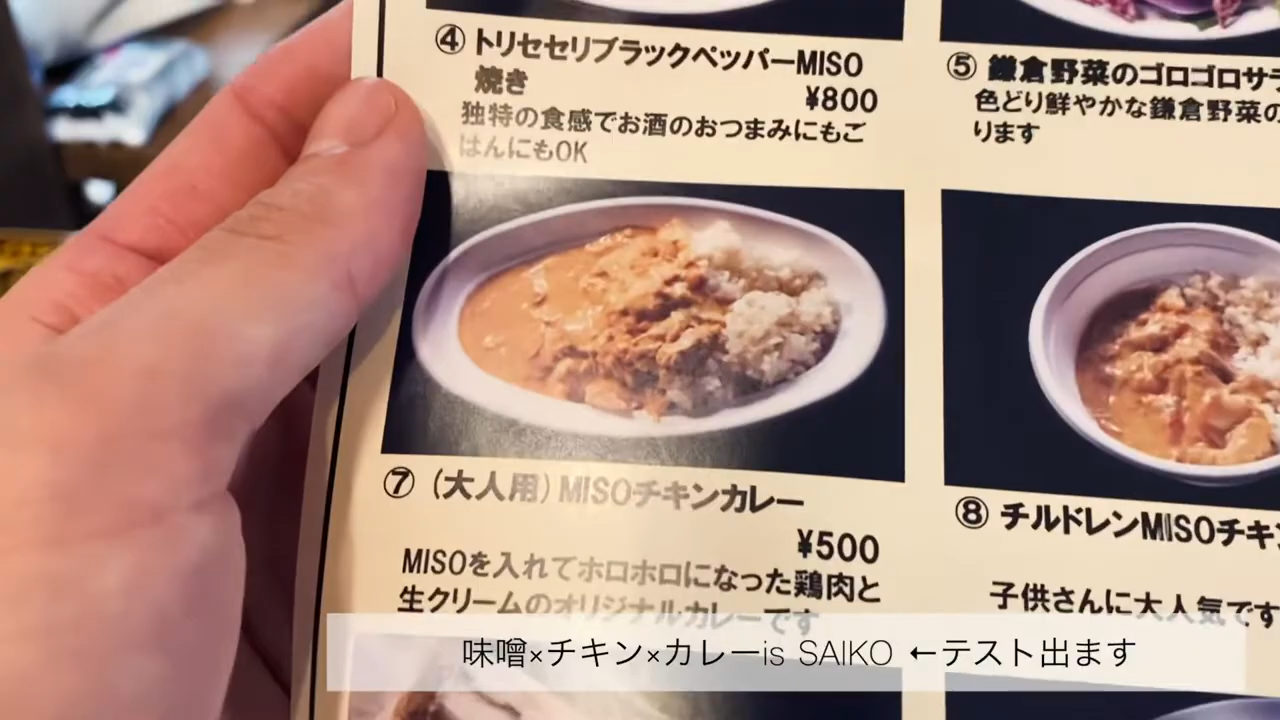 ④ トリセセリブラックペッパーMISO
焼き
¥800
独特の食感でお酒のおつまみにもご
はんにもOK
⑤ 鎌倉野菜のゴロゴロサラ
色どり鮮やかな鎌倉野菜の
ります
⑦ (大人用) MISOチキンカレー
¥500
MISOを入れてホロホロになった鶏肉と
生クリームのオリジナルカレーです
⑧ チルドレンMISOチキ
子供さんに大人気です
味噌×チキン×カレーis SAIKO ←テスト出ます